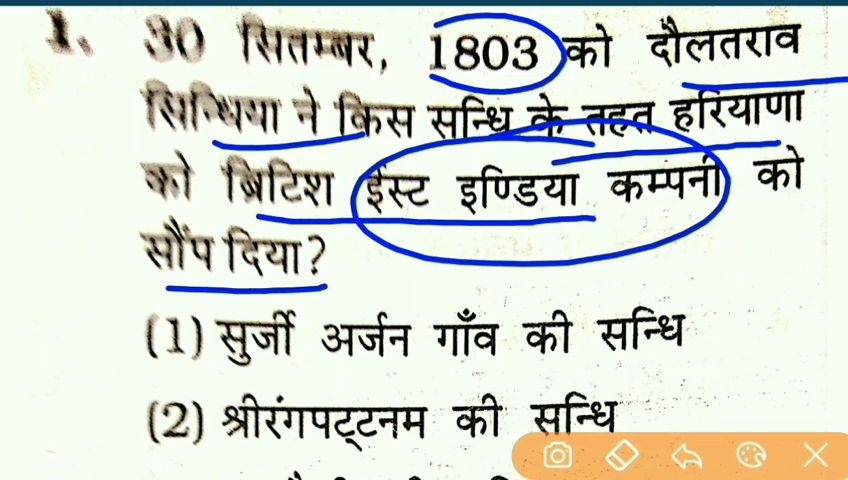 1. 30 सितम्बर, 1803 को दौलतराव
सिन्धिया ने किस सन्धि के तहत हरियाणा
को ब्रिटिश ईस्ट इण्डिया कम्पनी को
सौंप दिया?
(1) सुर्जी अर्जन गाँव की सन्धि
(2) श्रीरंगपट्टनम की सन्धि